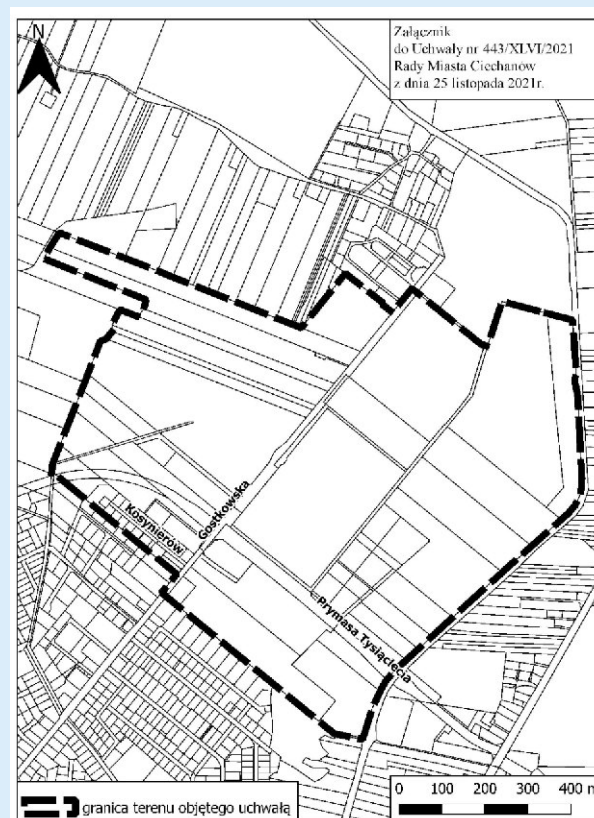 N
Załącznik
do Uchwały nr 443/XLVI/2021
Rady Miasta Ciechanów
z dnia 25 listopada 2021r.
Gostkowska
Kosynierów
Prymasa Tysiąclecia
granica terenu objętego uchwałą
0 100 200 300 400 m